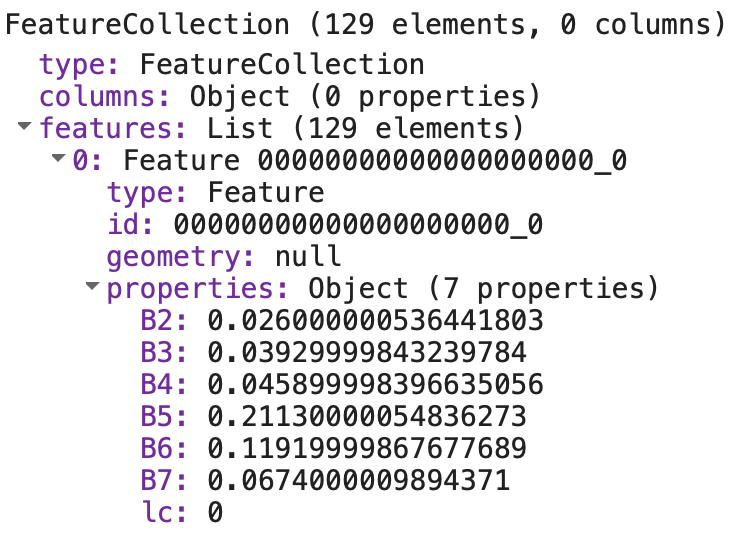 FeatureCollection (129 elements, 0 columns)
type: FeatureCollection
columns: Object (0 properties)
features: List (129 elements)
0: Feature 00000000000000000000_0
type: Feature
id: 00000000000000000000_0
geometry: null
properties: Object (7 properties)
B2: 0.026000000536441803
B3: 0.03929999843239784
B4: 0.045899998396635056
B5: 0.21130000054836273
B6: 0.11919999867677689
B7: 0.0674000009894371
lc: 0